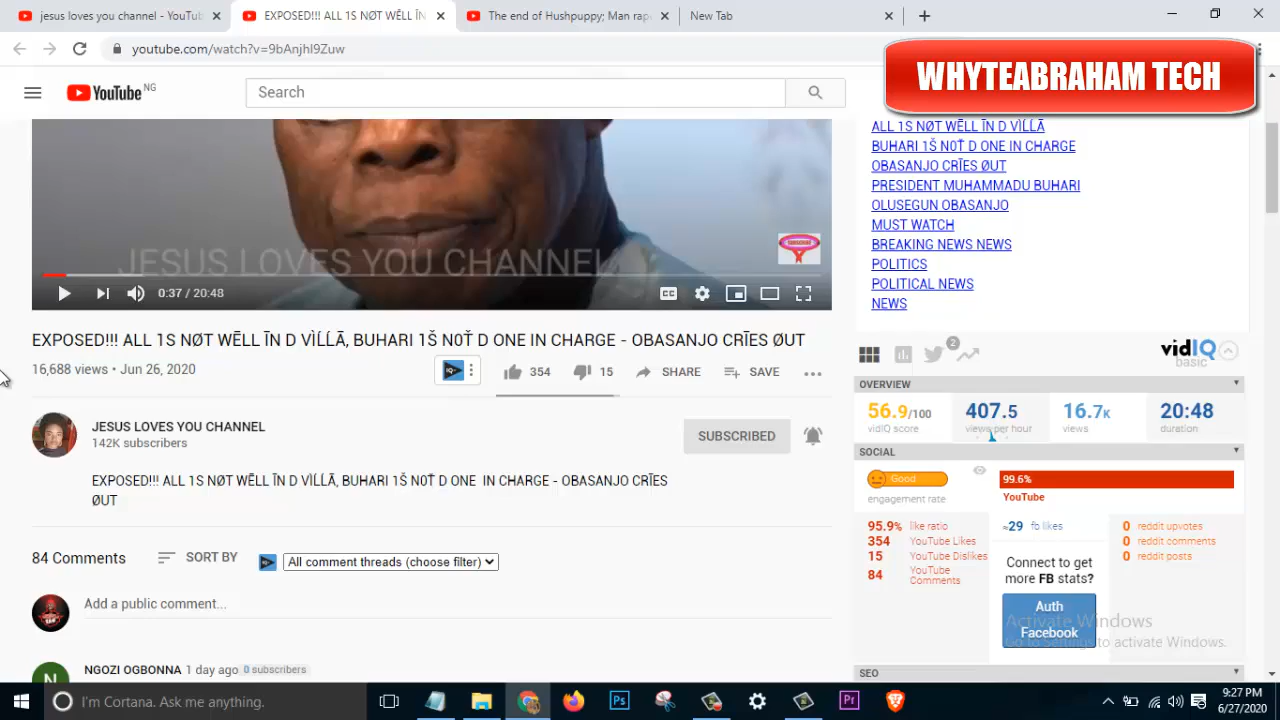 jesus loves you channel - YouTub
EXPOSED!!! ALL 1S NØT WĒLL ĪN
The end of Hushpuppy; Man rap
New Tab
youtube.com/watch?v=9bAnjhI9Zuw
WHYTEABRAHAM TECH
YouTube NG
Search
ALL 1S NØT WĒLL ĪN D VÌĹĹĀ
BUHARI 1Š N0Ť D ONE IN CHARGE
OBASANJO CRĪES ØUT
PRESIDENT MUHAMMADU BUHARI
OLUSEGUN OBASANJO
MUST WATCH
BREAKING NEWS NEWS
POLITICS
POLITICAL NEWS
NEWS
JESUS LOVES YOU CHANNEL
SUBSCRIBE
0:37 / 20:48
CC
EXPOSED!!! ALL 1S NØT WĒLL ĪN D VÌĹĹĀ, BUHARI 1Š N0Ť D ONE IN CHARGE - OBASANJO CRĪES ØUT
16,688 views • Jun 26, 2020
354
15
SHARE
SAVE
JESUS LOVES YOU CHANNEL
142K subscribers
SUBSCRIBED
EXPOSED!!! ALL 1S NØT WĒLL ĪN D VÌĹĹĀ, BUHARI 1Š N0Ť D ONE IN CHARGE - OBASANJO CRĪES
ØUT
84 Comments
SORT BY
All comment threads (choose filter)
Add a public comment...
N
NGOZI OGBONNA 1 day ago 0 subscribers
2
vidIQ
basic
OVERVIEW
56.9/100
vidIQ score
407.5
views per hour
16.7K
views
20:48
duration
SOCIAL
Good
engagement rate
99.6%
YouTube
95.9% like ratio
354 YouTube Likes
15 YouTube Dislikes
84 YouTube
Comments
≈29 fb likes
Connect to get
more FB stats?
Auth
Facebook
0 reddit upvotes
0 reddit comments
0 reddit posts
Activate Windows
Go to Settings to activate Windows.
SEO
I'm Cortana. Ask me anything.
Ps
Pr
9:27 PM
6/27/2020